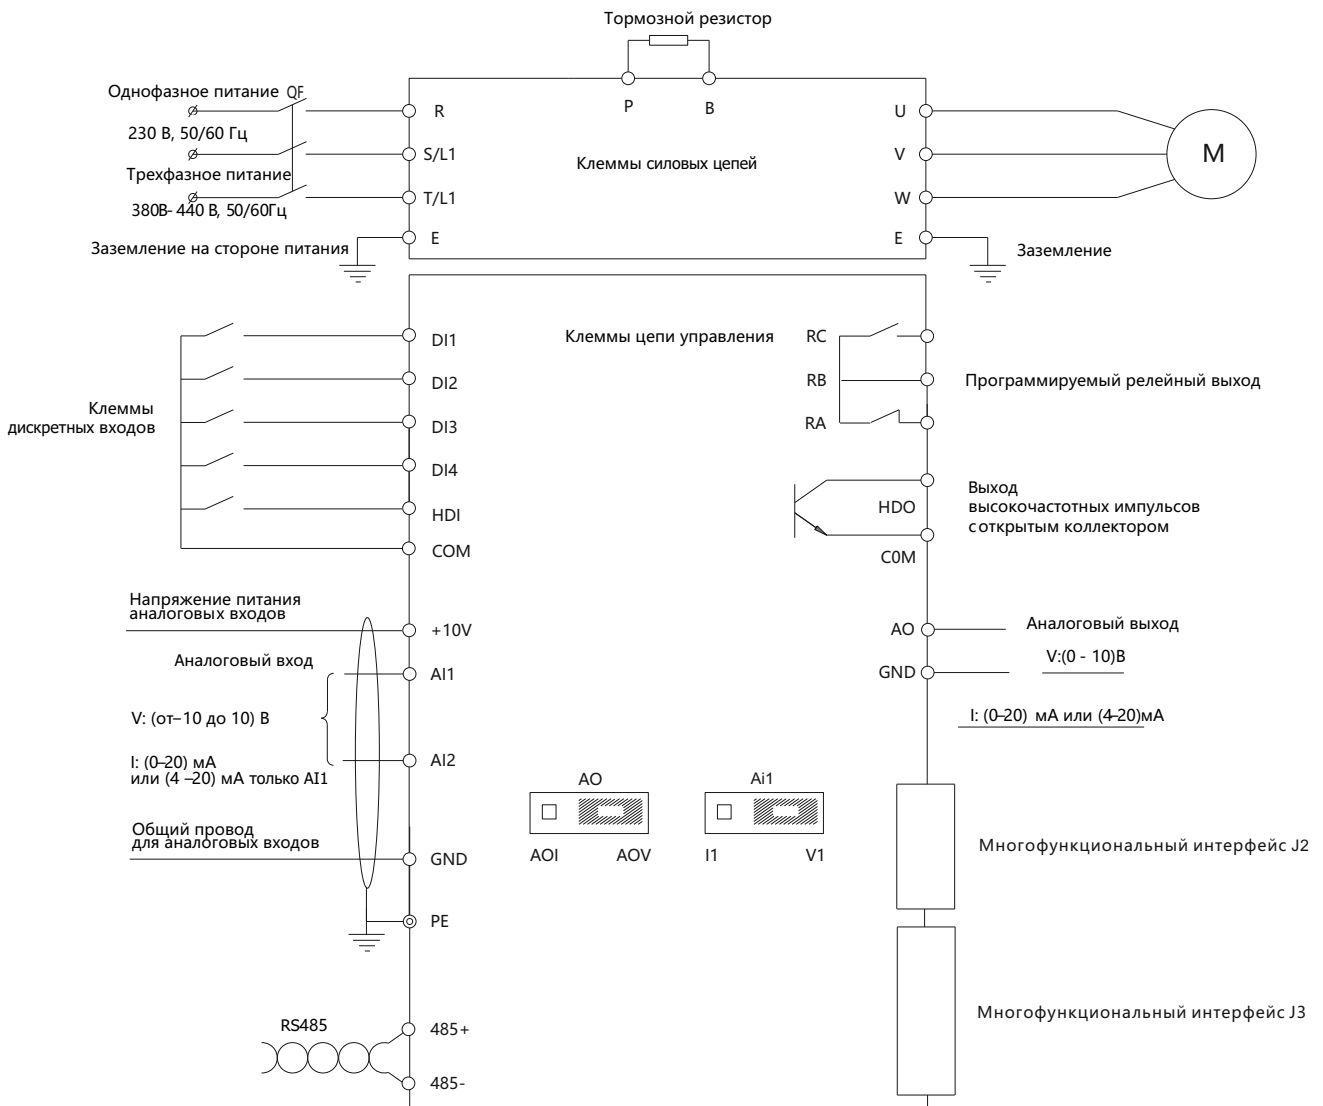 Тормозной резистор
Однофазное питание QF
P
B
R
U
230 В, 50/60 Гц
S/L1
Клеммы силовых цепей
V
M
Трехфазное питание
T/L1
W
380В- 440 В, 50/60Гц
Заземление на стороне питания
E
E
Заземление
DI1
Клеммы цепи управления
RC
DI2
RB
Программируемый релейный выход
Клеммы
дискретных входов
DI3
RA
DI4
HDI
HDO
Выход
высокочастотных импульсов
с открытым коллектором
COM
C0M
Напряжение питания
аналоговых входов
+10V
AO
Аналоговый выход
V:(0 - 10)В
Аналоговый вход
AI1
GND
V: (от–10 до 10) В
I: (0–20) мА или (4–20)мА
I: (0–20) мА
или (4 –20) мА только AI1
AI2
AO
Ai1
AOI
AOV
I1
V1
Общий провод
для аналоговых входов
GND
Многофункциональный интерфейс J2
PE
RS485
485+
Многофункциональный интерфейс J3
485-